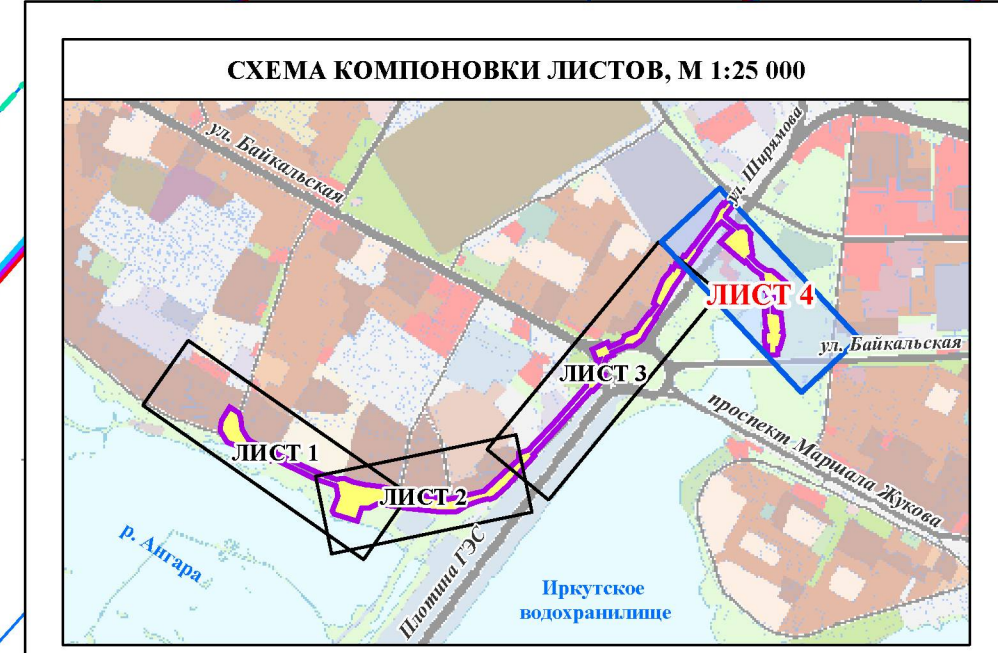 СХЕМА КОМПОНОВКИ ЛИСТОВ, М 1:25 000
ул. Байкальская
ул. Ширямова
ЛИСТ 4
ул. Байкальская
ЛИСТ 3
проспект Маршала Жукова
ЛИСТ 1
ЛИСТ 2
р. Ангара
Плотина ГЭС
Иркутское
водохранилище